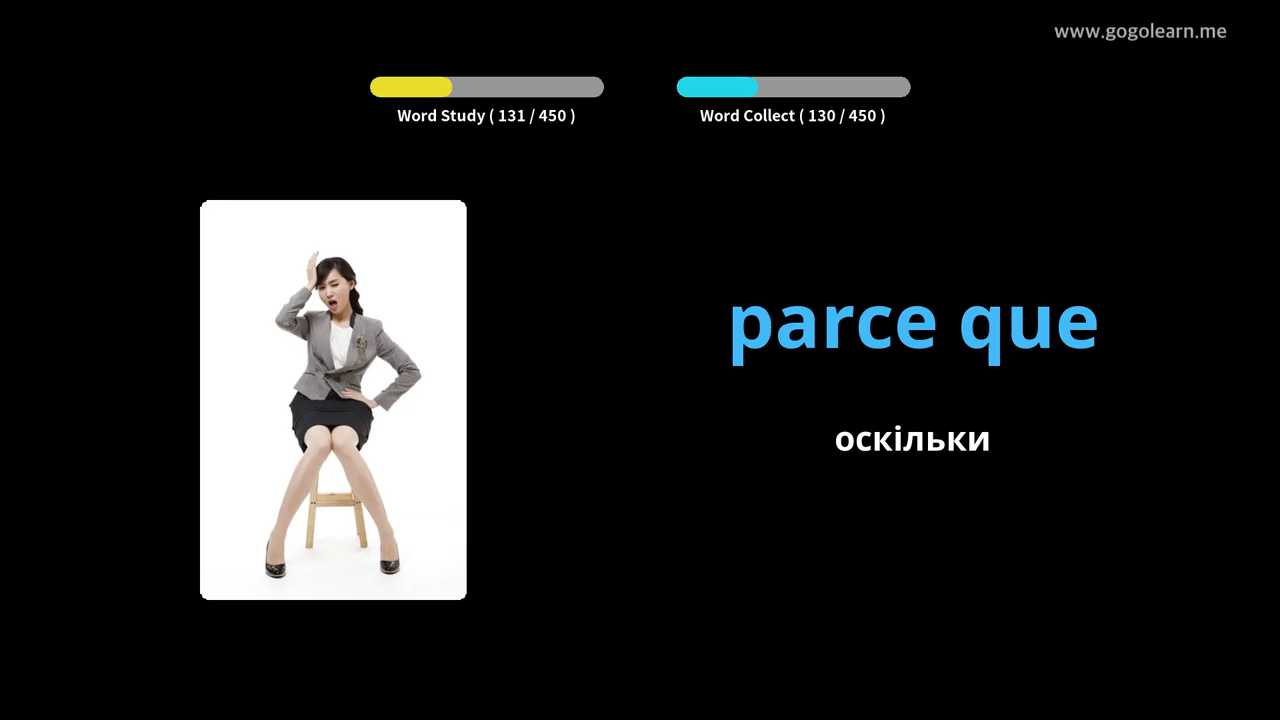 www.gogolearn.me
Word Study ( 131 / 450 )
Word Collect ( 130 / 450 )
parce que
оскільки